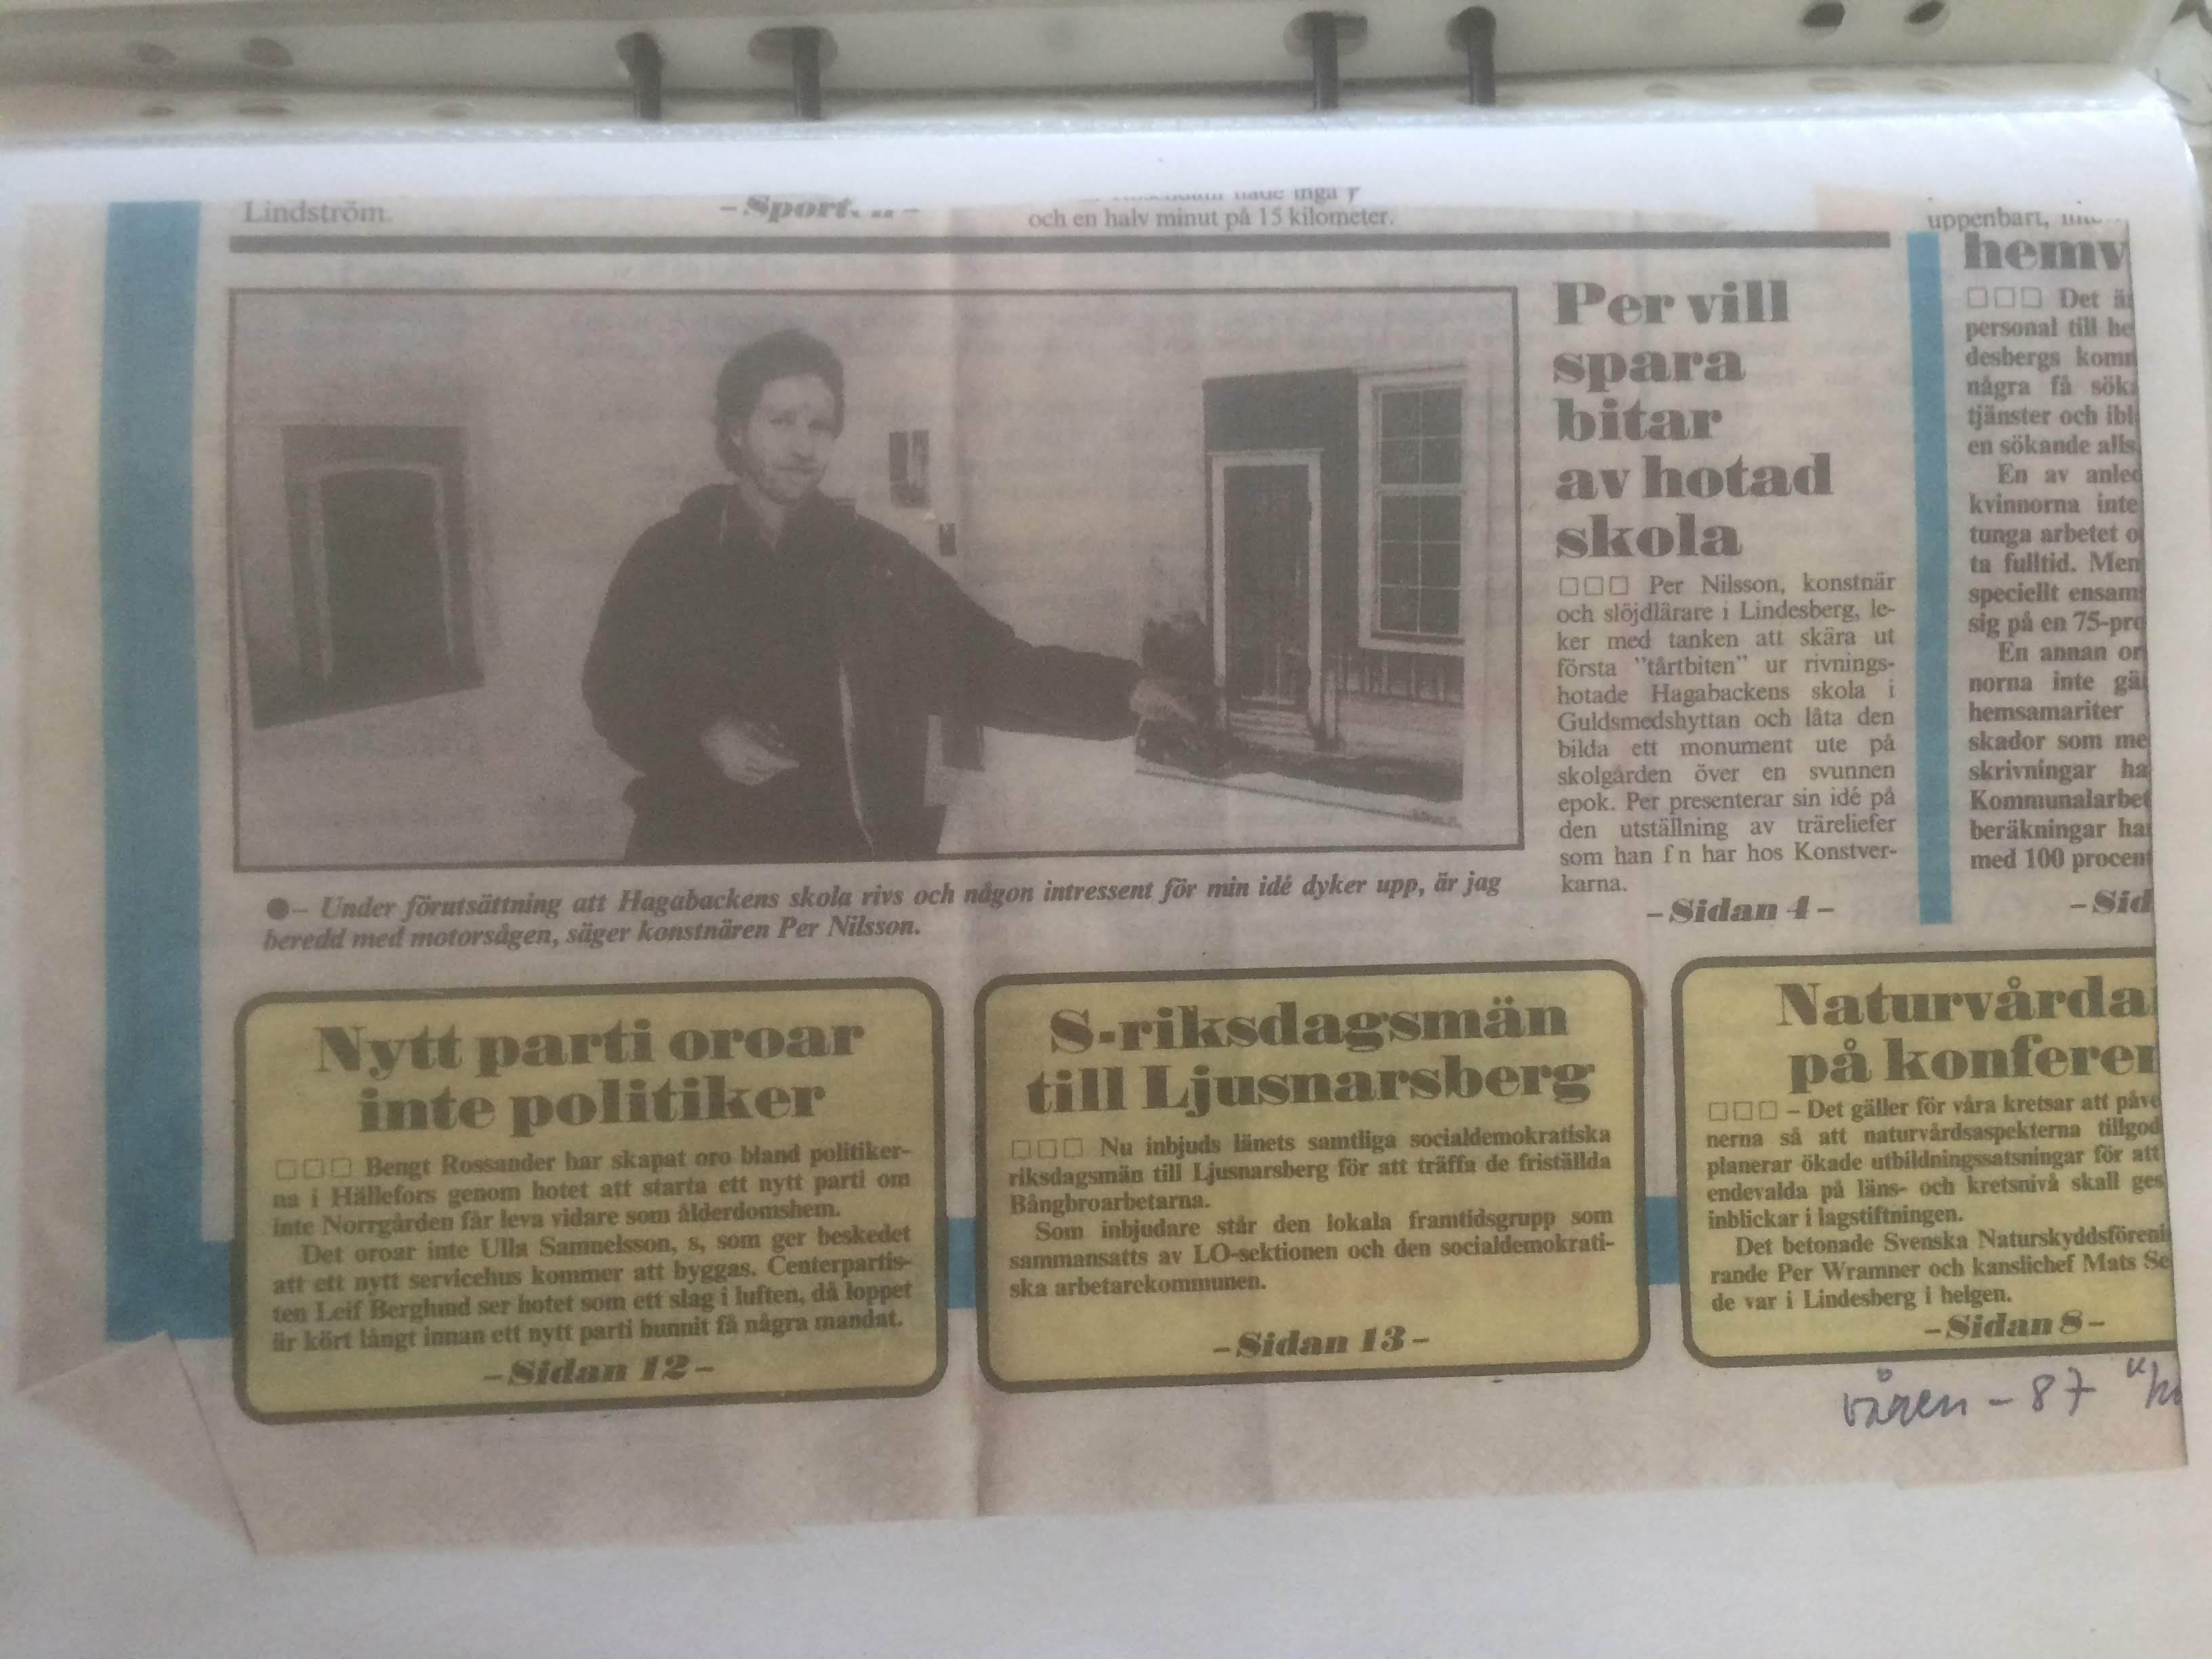 Lindström.
– Sport.
inga
och en halv minut på 15 kilometer.
uppenbart,
Per vill
spara
bitar
av hotad
skola
□□□ Per Nilsson, konstnär
och slöjdlärare i Lindesberg, le-
ker med tanken att skära ut
första "tårtbiten" ur rivnings-
hotade Hagabackens skola i
Guldsmedshyttan och låta den
bilda ett monument ute på
skolgården över en svunnen
epok. Per presenterar sin idé på
den utställning av träreliefer
som han f n har hos Konstver-
karna.
– Sidan 4 –
●– Under förutsättning att Hagabackens skola rivs och någon intressent för min idé dyker upp, är jag
beredd med motorsågen, säger konstnären Per Nilsson.
hemv
□□□ Det är
personal till he
desbergs komm
några få sök
tjänster och ibl
en sökande alls.
En av anled
kvinnorna inte
tunga arbetet o
ta fulltid. Men
speciellt ensam
sig på en 75-pro
En annan or
norna inte gä
hemsamariter
skador som me
skrivningar ha
Kommunalarbet
beräkningar ha
med 100 procent
– Sid
Nytt parti oroar
inte politiker
□□□ Bengt Rossander har skapat oro bland politiker-
na i Hällefors genom hotet att starta ett nytt parti om
inte Norrgården får leva vidare som ålderdomshem.
Det oroar inte Ulla Samuelsson, s, som ger beskedet
att ett nytt servicehus kommer att byggas. Centerpartis-
ten Leif Berglund ser hotet som ett slag i luften, då loppet
är kört långt innan ett nytt parti hunnit få några mandat.
– Sidan 12 –
S-riksdagsmän
till Ljusnarsberg
□□□ Nu inbjuds länets samtliga socialdemokratiska
riksdagsmän till Ljusnarsberg för att träffa de friställda
Bångbroarbetarna.
Som inbjudare står den lokala framtidsgrupp som
sammansatts av LO-sektionen och den socialdemokrati-
ska arbetarekommunen.
– Sidan 13 –
Naturvårda
på konferen
□□□ – Det gäller för våra kretsar att påve
nerna så att naturvårdsaspekterna tillgod
planerar ökade utbildningssatsningar för att
endevalda på läns- och kretsnivå skall ges
inblickar i lagstiftningen.
Det betonade Svenska Naturskyddsföreni
rande Per Wramner och kanslichef Mats Se
de var i Lindesberg i helgen.
– Sidan 8 –
våren – 87